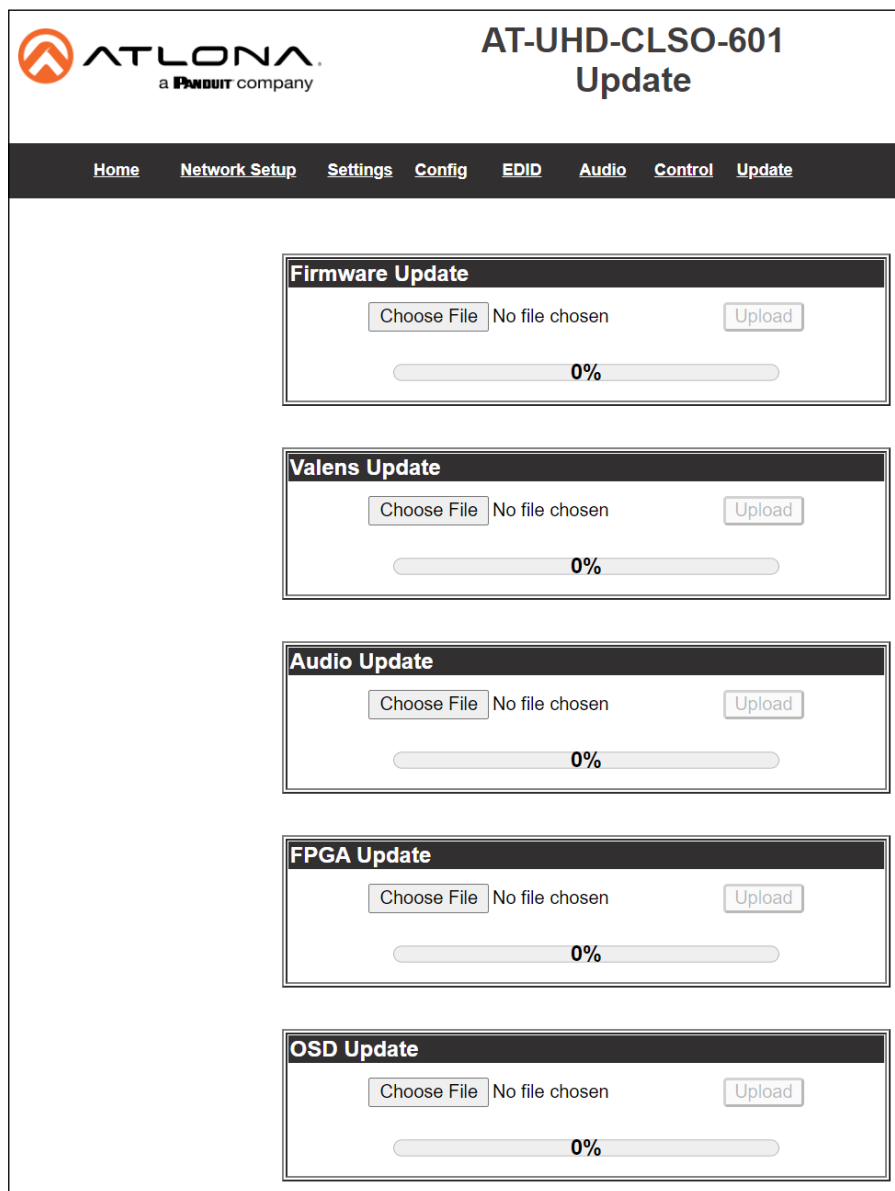 ATLONA.
a PANDUIT company
AT-UHD-CLSO-601
Update
Home Network Setup Settings Config EDID Audio Control Update
Firmware Update
Choose File No file chosen Upload
0%
Valens Update
Choose File No file chosen Upload
0%
Audio Update
Choose File No file chosen Upload
0%
FPGA Update
Choose File No file chosen Upload
0%
OSD Update
Choose File No file chosen Upload
0%